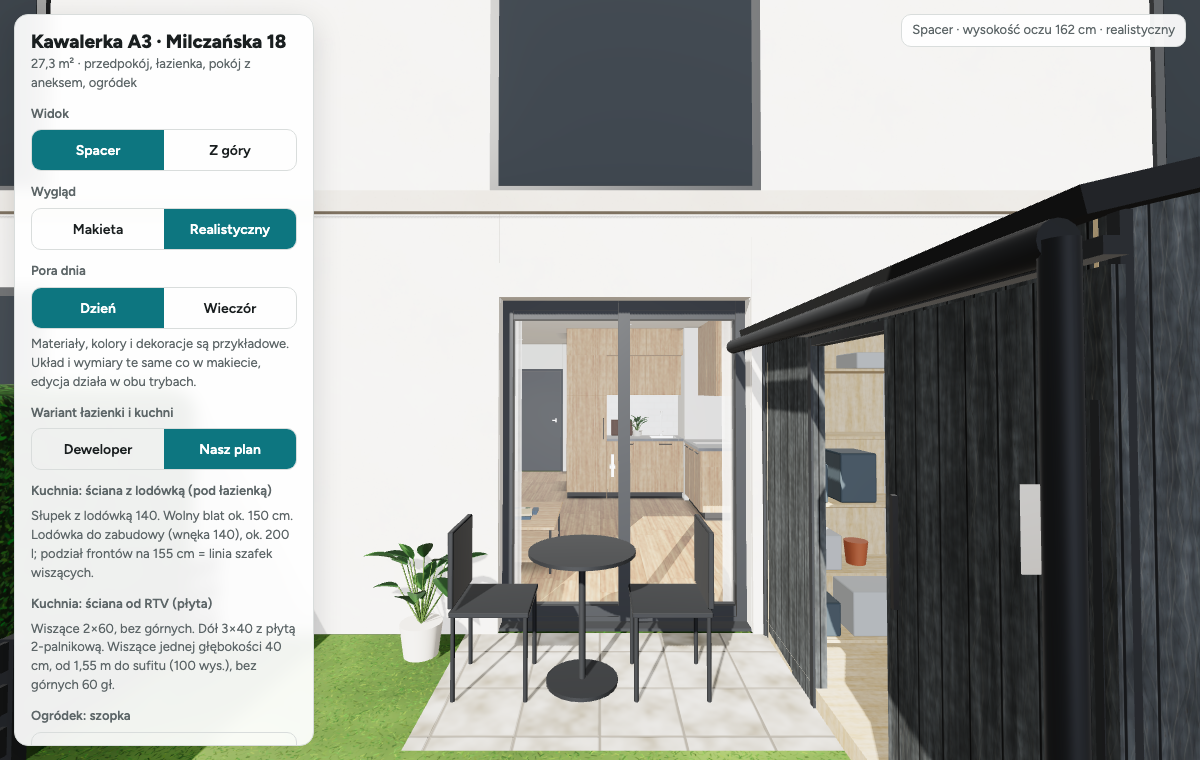 Kawalerka A3 · Milczańska 18
27,3 m² · przedpokój, łazienka, pokój z
aneksem, ogródek
Widok
Spacer
Z góry
Wygląd
Makieta
Realistyczny
Pora dnia
Dzień
Wieczór
Materiały, kolory i dekoracje są przykładowe.
Układ i wymiary te same co w makiecie,
edycja działa w obu trybach.
Wariant łazienki i kuchni
Deweloper
Nasz plan
Kuchnia: ściana z lodówką (pod łazienką)
Słupek z lodówką 140. Wolny blat ok. 150 cm.
Lodówka do zabudowy (wnęka 140), ok. 200
l; podział frontów na 155 cm = linia szafek
wiszących.
Kuchnia: ściana od RTV (płyta)
Wiszące 2×60, bez górnych. Dół 3×40 z płytą
2-palnikową. Wiszące jednej głębokości 40
cm, od 1,55 m do sufitu (100 wys.), bez
górnych 60 gł.
Ogródek: szopka
Spacer · wysokość oczu 162 cm · realistyczny